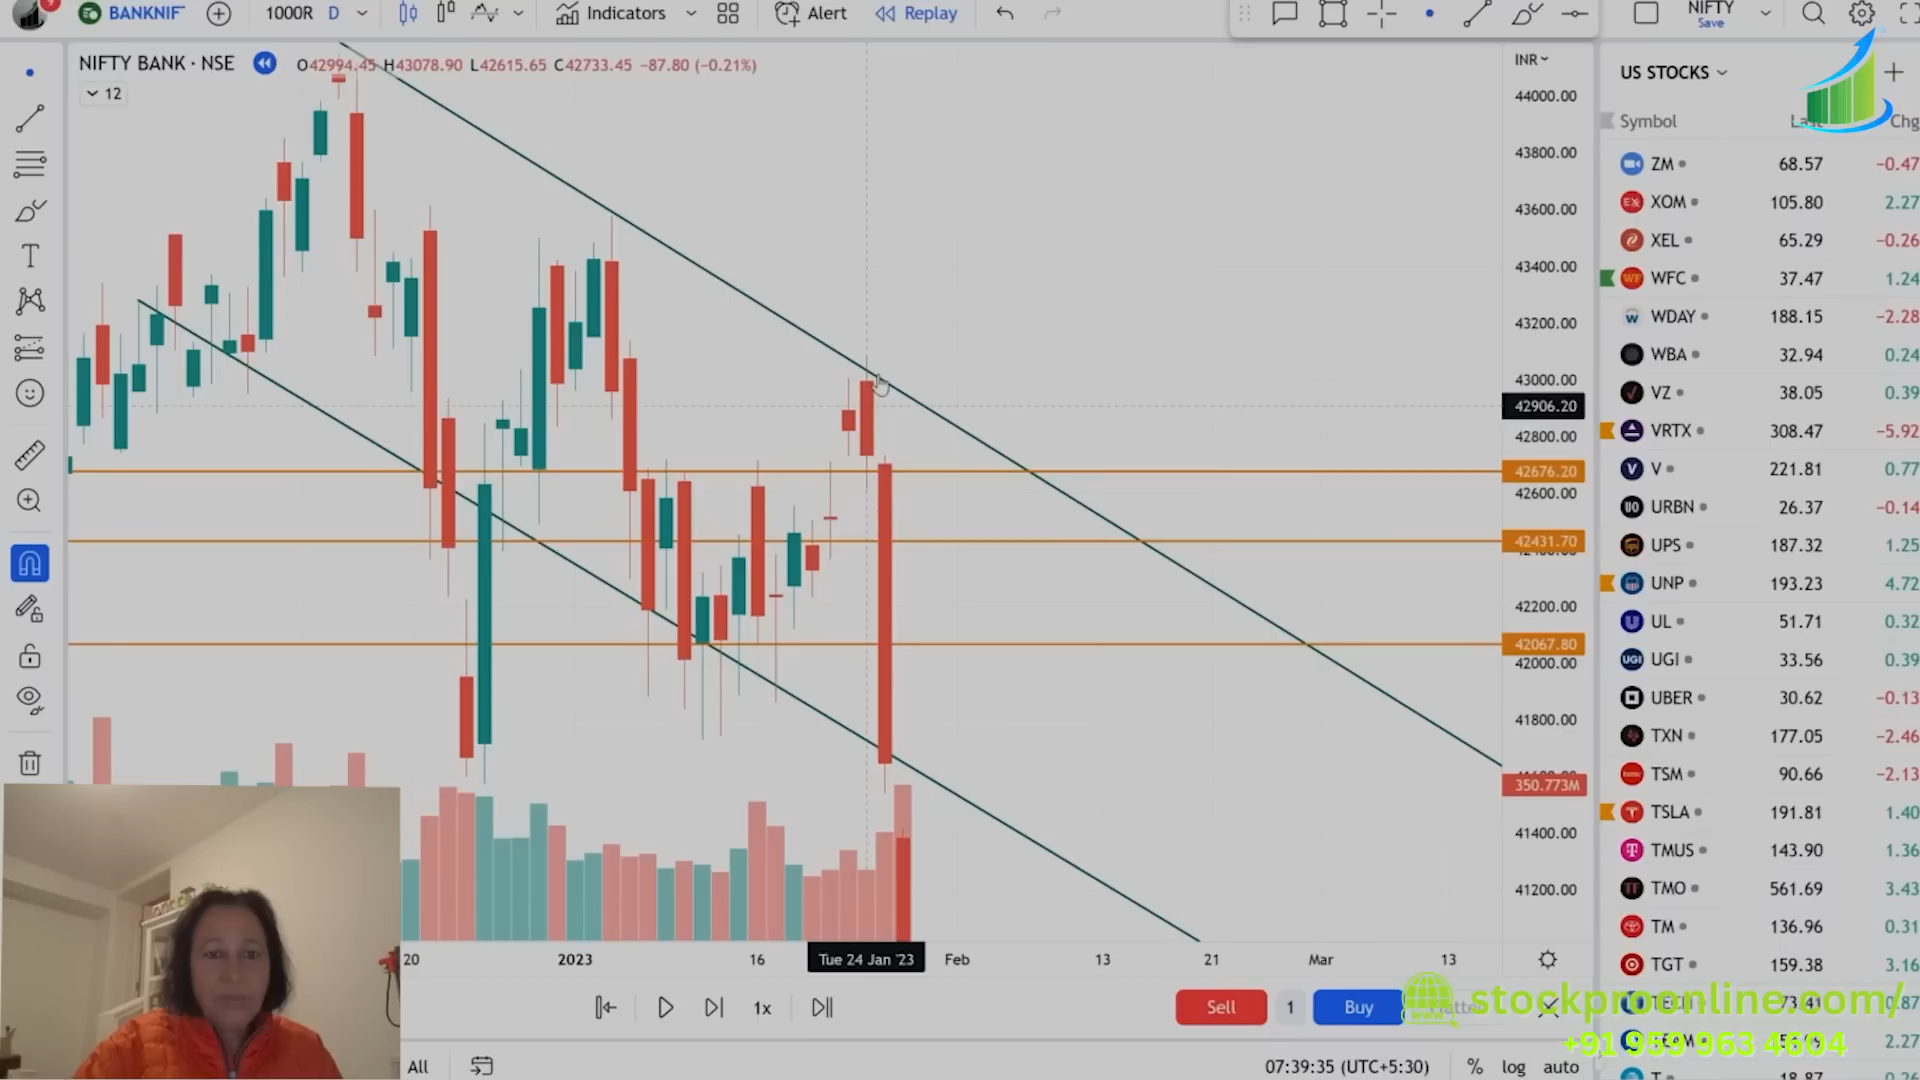 9
BANKNIF
1000R
D
Indicators
Alert
Replay
NIFTY
Save
NIFTY BANK · NSE
O42994.45 H43078.90 L42615.65 C42733.45 −87.80 (−0.21%)
12
INR
44000.00
43800.00
43600.00
43400.00
43200.00
43000.00
42906.20
42800.00
42676.20
42600.00
42431.70
42200.00
42067.80
42000.00
41800.00
350.773M
41400.00
41200.00
US STOCKS
Symbol Chg
ZM 68.57 −0.47
XOM 105.80 2.27
XEL 65.29 −0.26
WFC 37.47 1.24
WDAY 188.15 −2.28
WBA 32.94 0.24
VZ 38.05 0.39
VRTX 308.47 −5.92
V 221.81 0.77
URBN 26.37 −0.14
UPS 187.32 1.25
UNP 193.23 4.72
UL 51.71 0.32
UGI 33.56 0.39
UBER 30.62 −0.13
TXN 177.05 −2.46
TSM 90.66 −2.13
TSLA 191.81 1.40
TMUS 143.90 1.36
TMO 561.69 3.43
TM 136.96 0.31
TGT 159.38 3.16
stockproonline.com/
+91 959 963 4604
20
2023
16
Tue 24 Jan '23
Feb
13
21
Mar
13
1x
Sell
1
Buy
All
07:39:35 (UTC+5:30)
%
log
auto